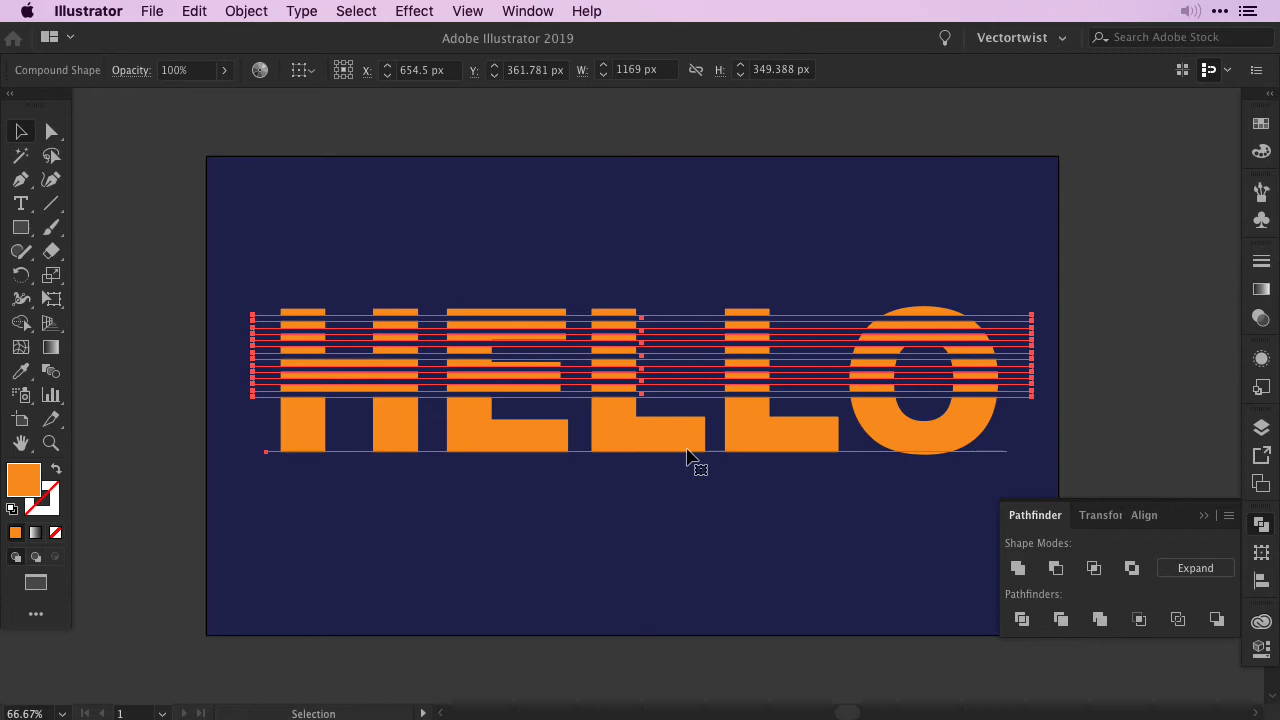 Illustrator File Edit Object Type Select Effect View Window Help
Adobe Illustrator 2019 Vectortwist Search Adobe Stock
Compound Shape Opacity: 100% X: 654.5 px Y: 361.781 px W: 1169 px H: 349.388 px
HELLO
Pathfinder Transfor Align
Shape Modes:
Expand
Pathfinders:
66.67% 1 Selection